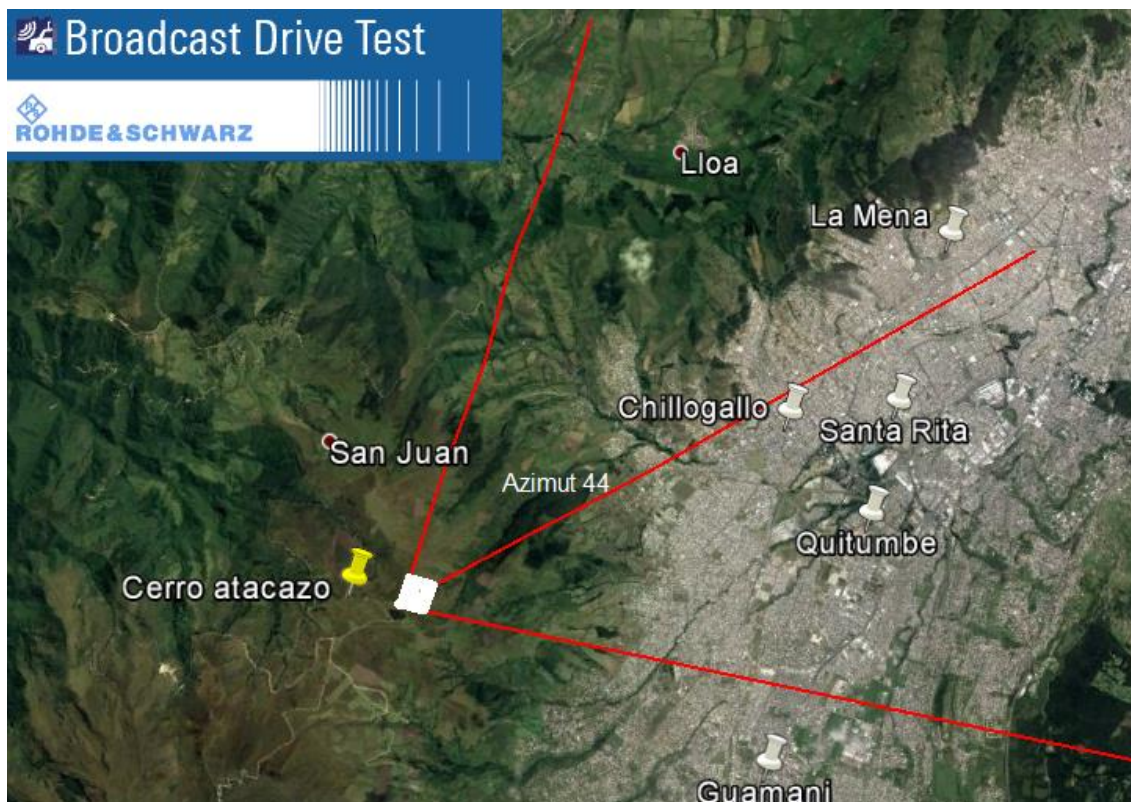 Broadcast Drive Test
ROHDE&SCHWARZ
Lloa
La Mena
Chillogallo
Santa Rita
San Juan
Azimut 44
Quitumbe
Cerro atacazo
Guamani